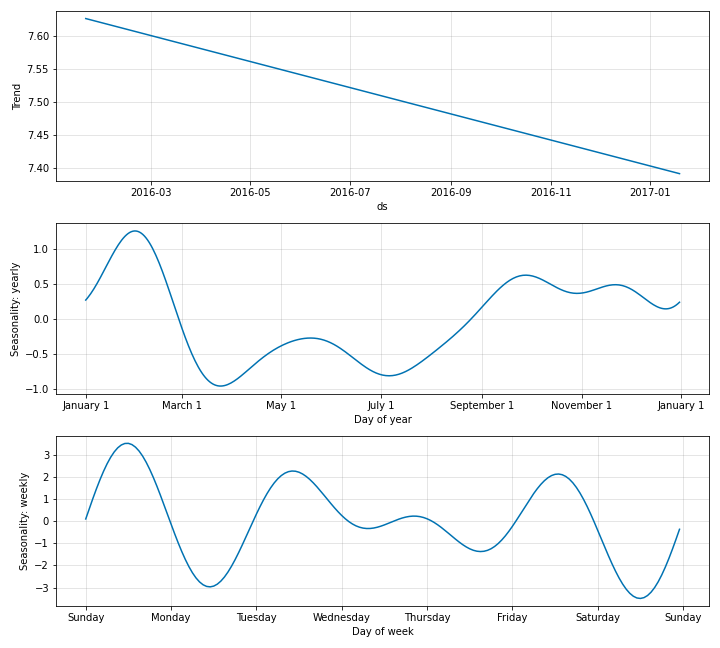 7.60
7.55
7.50
7.45
7.40
Trend
2016-03 2016-05 2016-07 2016-09 2016-11 2017-01
ds
1.0
0.5
0.0
−0.5
−1.0
Seasonality: yearly
January 1 March 1 May 1 July 1 September 1 November 1 January 1
Day of year
3
2
1
0
−1
−2
−3
Seasonality: weekly
Sunday Monday Tuesday Wednesday Thursday Friday Saturday Sunday
Day of week